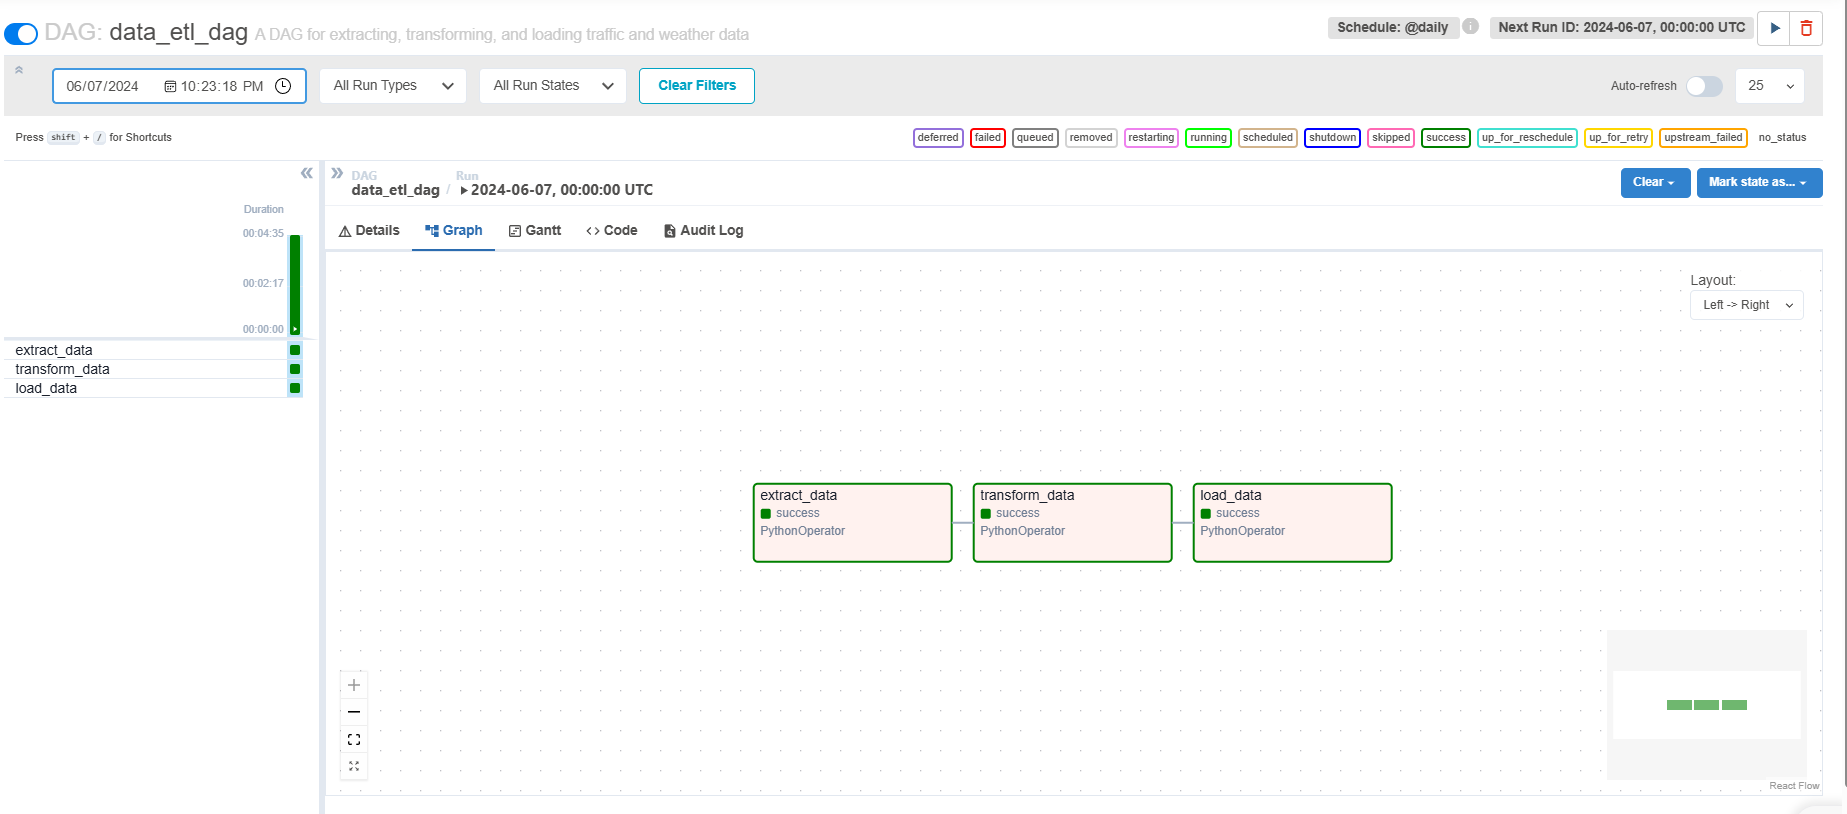 DAG: data_etl_dag A DAG for extracting, transforming, and loading traffic and weather data
Schedule: @daily i Next Run ID: 2024-06-07, 00:00:00 UTC
06/07/2024 10:23:18 PM All Run Types All Run States Clear Filters Auto-refresh 25
Press shift + / for Shortcuts
deferred failed queued removed restarting running scheduled shutdown skipped success up_for_reschedule up_for_retry upstream_failed no_status
DAG Run
data_etl_dag / 2024-06-07, 00:00:00 UTC
Clear Mark state as...
Details Graph Gantt Code Audit Log
Duration
00:04:35
00:02:17
00:00:00
extract_data
transform_data
load_data
Layout:
Left -> Right
extract_data
success
PythonOperator
transform_data
success
PythonOperator
load_data
success
PythonOperator
React Flow